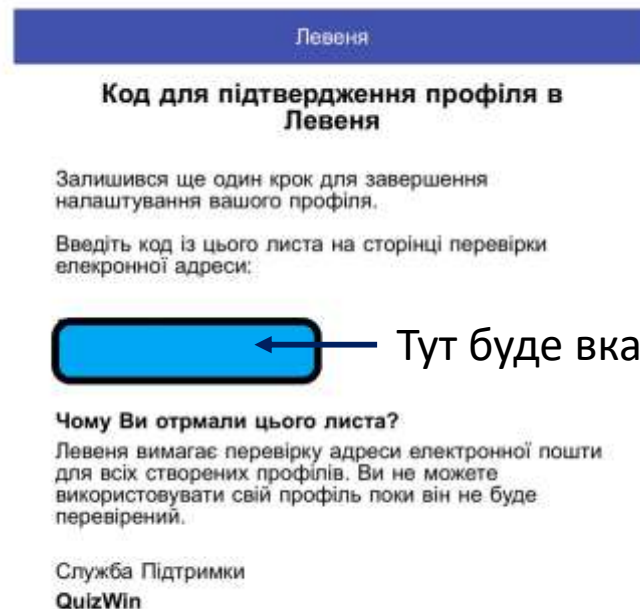 Левеня
Код для підтвердження профіля в
Левеня
Залишився ще один крок для завершення
налаштування вашого профіля.
Введіть код із цього листа на сторінці перевірки
елекронної адреси:
Тут буде вка
Чому Ви отрмали цього листа?
Левеня вимагає перевірку адреси електронної пошти
для всіх створених профілів. Ви не можете
використовувати свій профіль поки він не буде
перевірений.
Служба Підтримки
QuizWin